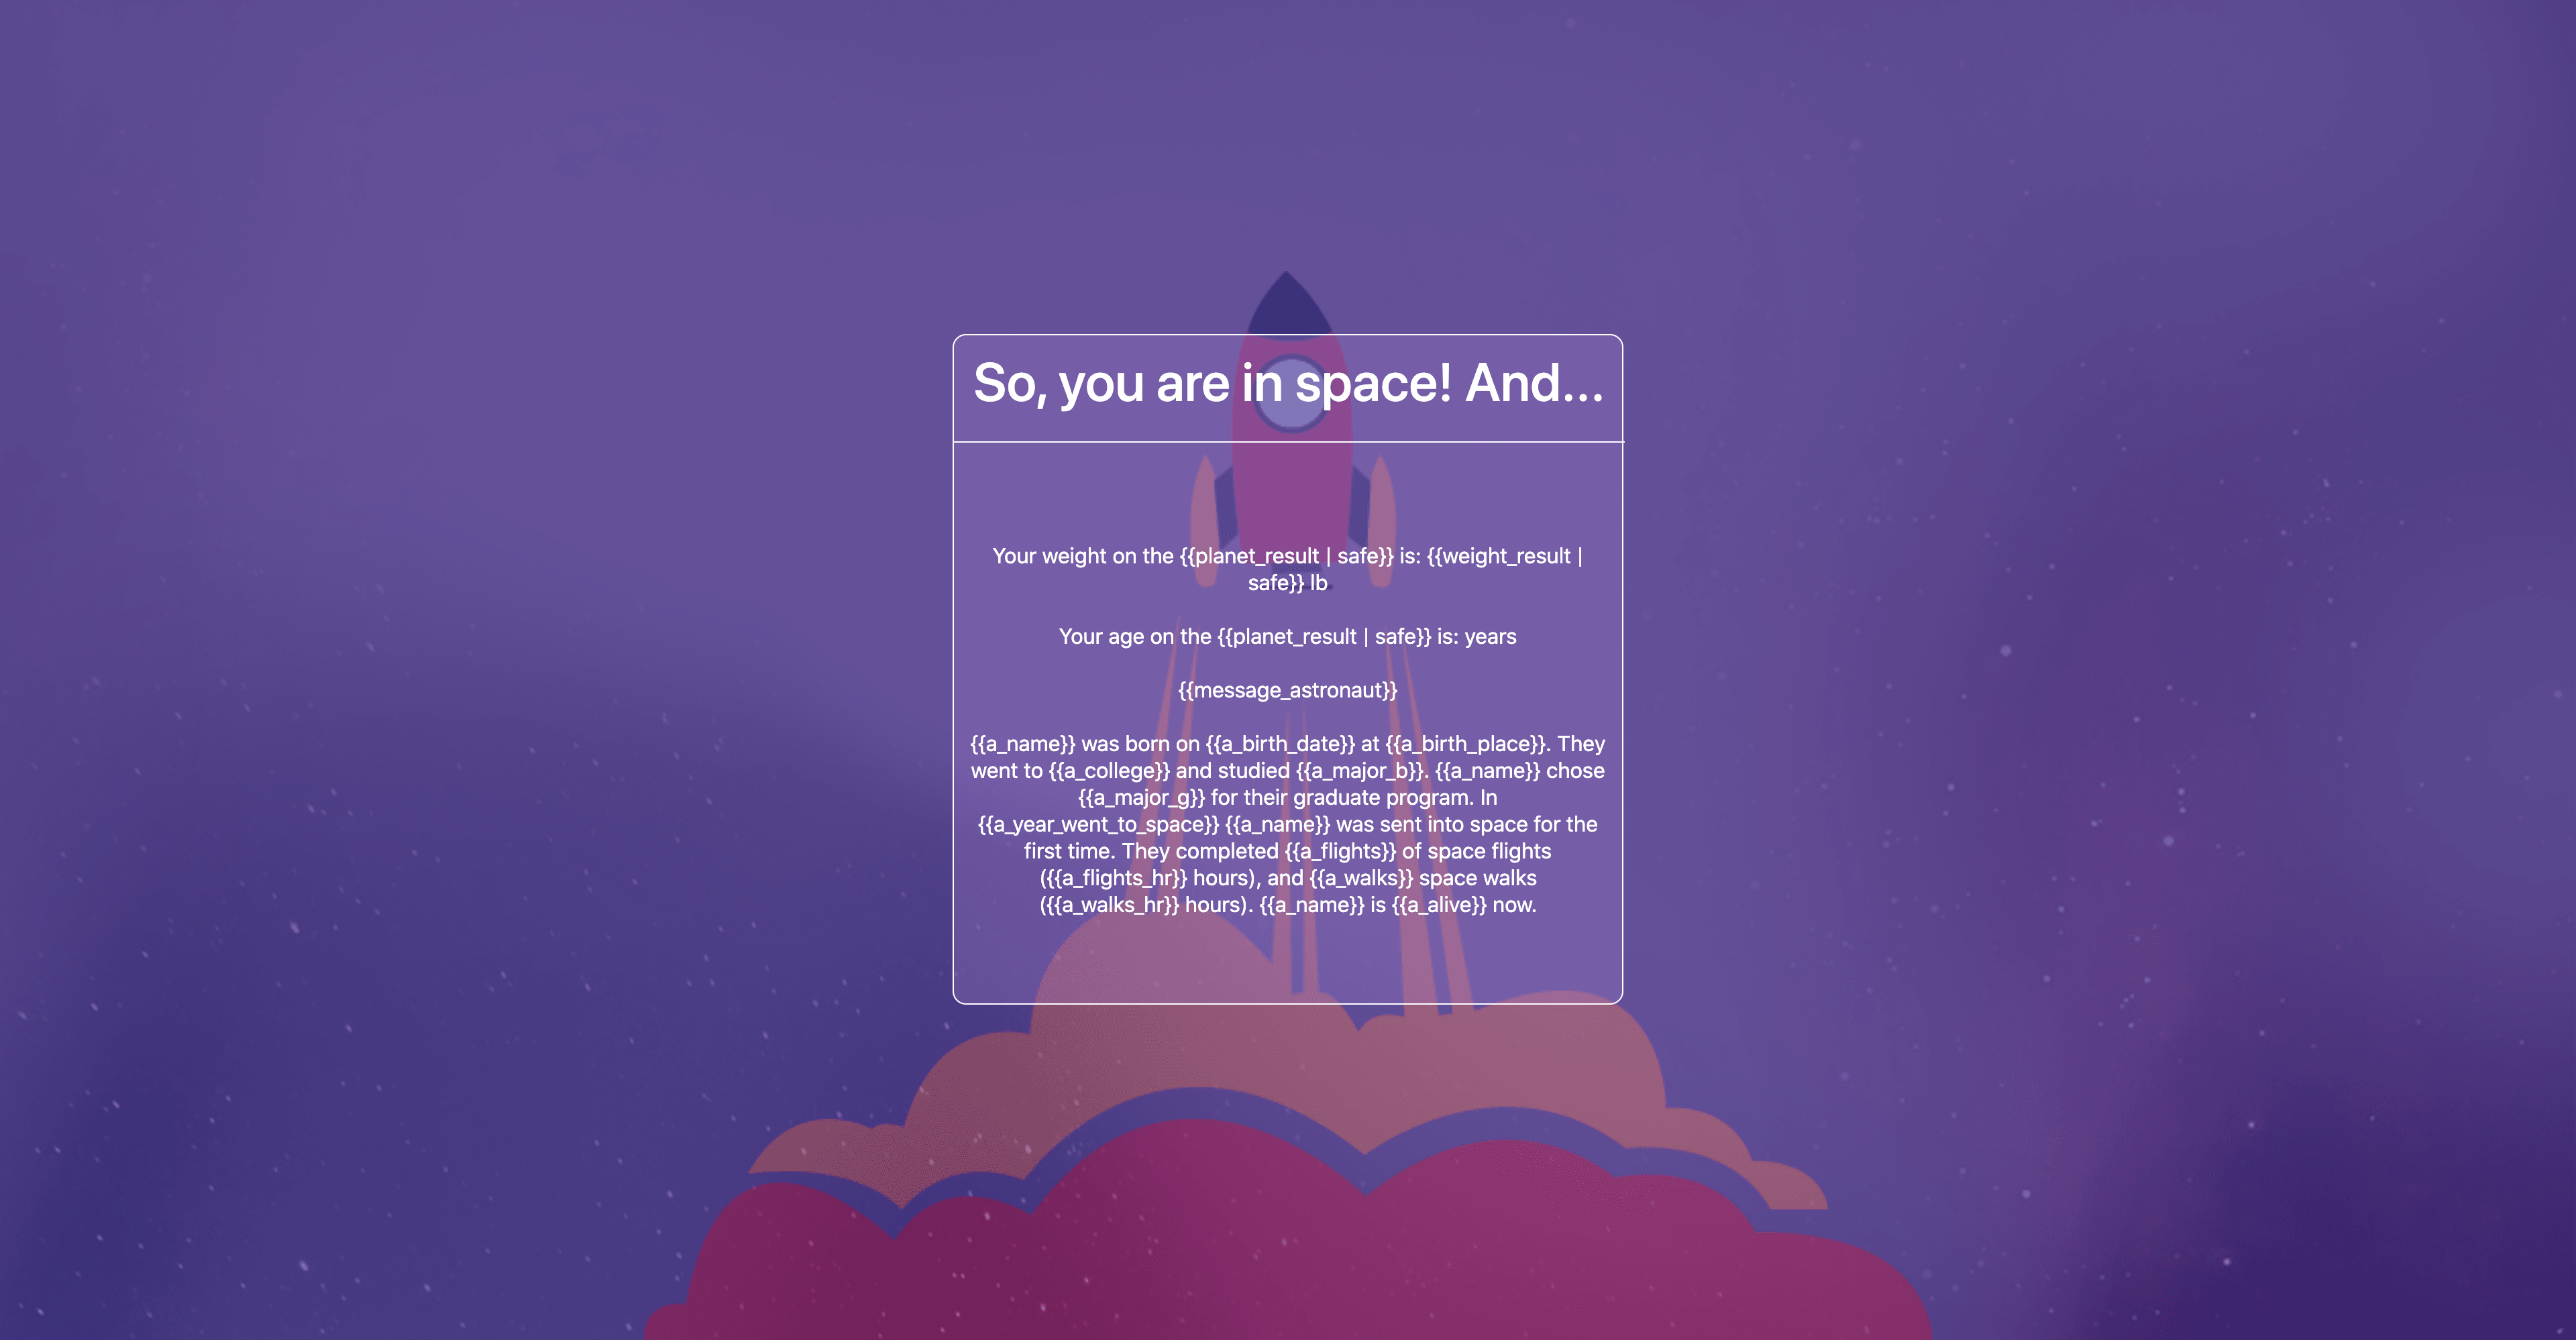 So, you are in space! And...
Your weight on the {{planet_result | safe}} is: {{weight_result |
safe}} lb
Your age on the {{planet_result | safe}} is: years
{{message_astronaut}}
{{a_name}} was born on {{a_birth_date}} at {{a_birth_place}}. They
went to {{a_college}} and studied {{a_major_b}}. {{a_name}} chose
{{a_major_g}} for their graduate program. In
{{a_year_went_to_space}} {{a_name}} was sent into space for the
first time. They completed {{a_flights}} of space flights
({{a_flights_hr}} hours), and {{a_walks}} space walks
({{a_walks_hr}} hours). {{a_name}} is {{a_alive}} now.